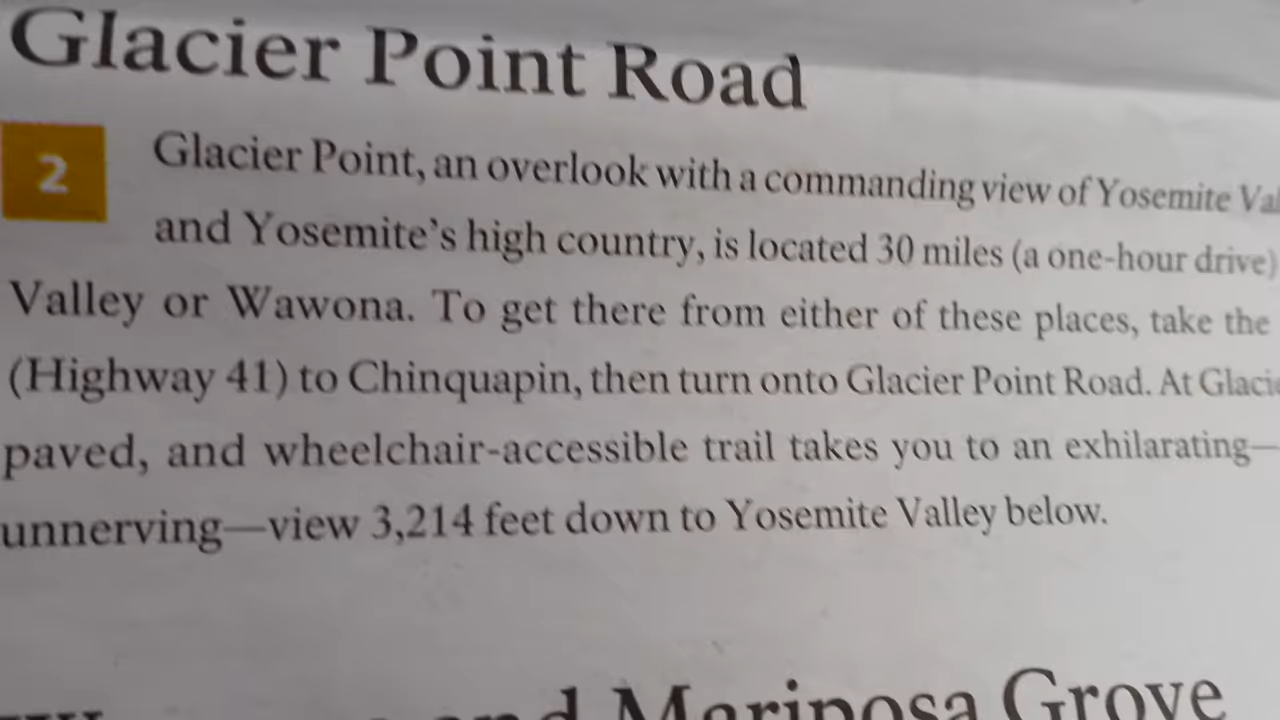 Glacier Point Road
2
Glacier Point, an overlook with a commanding view of Yosemite
and Yosemite's high country, is located 30 miles (a one-hour drive)
Valley or Wawona. To get there from either of these places, take the
(Highway 41) to Chinquapin, then turn onto Glacier Point Road. At
paved, and wheelchair-accessible trail takes you to an exhilarating—
unnerving—view 3,214 feet down to Yosemite Valley below.
and Mariposa Grove